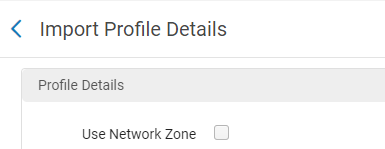 Import Profile Details
Profile Details
Use Network Zone